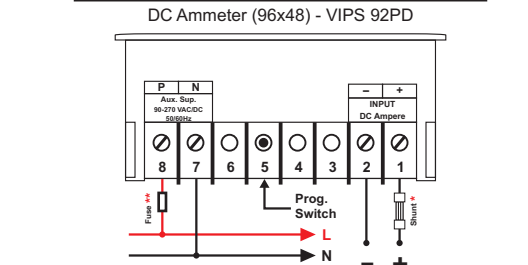 DC Ammeter (96x48) - VIPS 92PD
P N
Aux. Sup.
90-270 VAC/DC
50/60Hz
– +
INPUT
DC Ampere
8 7 6 5 4 3 2 1
Fuse **
Prog.
Switch
Shunt *
L
N
– +